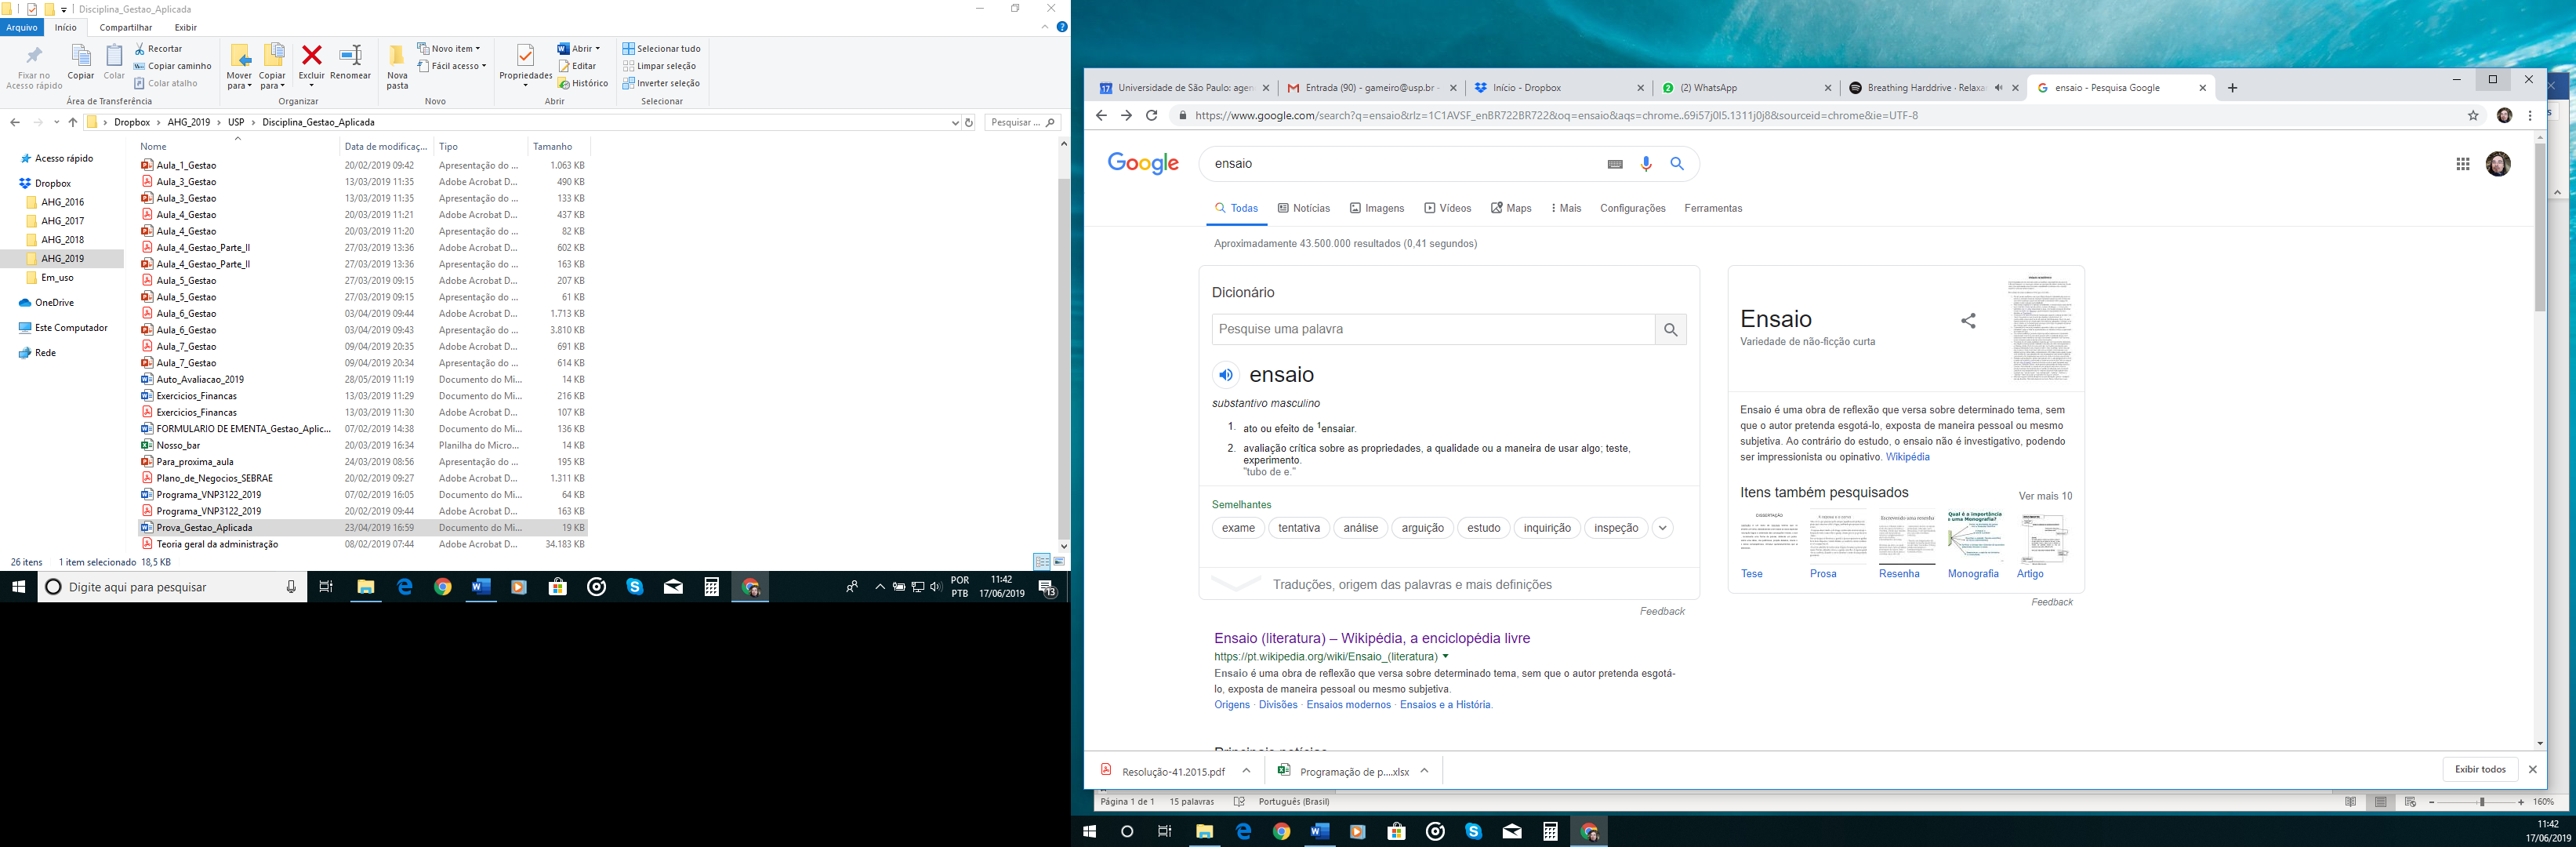 Disciplina_Gestao_Aplicada
Arquivo Início Compartilhar Exibir
Fixar no Acesso rápido
Copiar
Colar
Recortar
Copiar caminho
Colar atalho
Mover para
Copiar para
Excluir
Renomear
Nova pasta
Novo item
Fácil acesso
Propriedades
Abrir
Editar
Histórico
Selecionar tudo
Limpar seleção
Inverter seleção
Área de Transferência Organizar Novo Abrir Selecionar
Dropbox AHG_2019 USP Disciplina_Gestao_Aplicada Pesquisar ...
Acesso rápido
Dropbox
AHG_2016
AHG_2017
AHG_2018
AHG_2019
Em_uso
OneDrive
Este Computador
Rede
Nome Data de modificaç... Tipo Tamanho
Aula_1_Gestao 20/02/2019 09:42 Apresentação do ... 1.063 KB
Aula_3_Gestao 13/03/2019 11:35 Adobe Acrobat D... 490 KB
Aula_3_Gestao 13/03/2019 11:35 Apresentação do ... 133 KB
Aula_4_Gestao 20/03/2019 11:21 Adobe Acrobat D... 437 KB
Aula_4_Gestao 20/03/2019 11:20 Apresentação do ... 82 KB
Aula_4_Gestao_Parte_II 27/03/2019 13:36 Adobe Acrobat D... 602 KB
Aula_4_Gestao_Parte_II 27/03/2019 13:36 Apresentação do ... 163 KB
Aula_5_Gestao 27/03/2019 09:15 Adobe Acrobat D... 207 KB
Aula_5_Gestao 27/03/2019 09:15 Apresentação do ... 61 KB
Aula_6_Gestao 03/04/2019 09:44 Adobe Acrobat D... 1.713 KB
Aula_6_Gestao 03/04/2019 09:43 Apresentação do ... 3.810 KB
Aula_7_Gestao 09/04/2019 20:35 Adobe Acrobat D... 691 KB
Aula_7_Gestao 09/04/2019 20:34 Apresentação do ... 614 KB
Auto_Avaliacao_2019 28/05/2019 11:19 Documento do Mi... 14 KB
Exercicios_Financas 13/03/2019 11:29 Documento do Mi... 216 KB
Exercicios_Financas 13/03/2019 11:30 Adobe Acrobat D... 107 KB
FORMULARIO DE EMENTA_Gestao_Aplic... 07/02/2019 14:38 Documento do Mi... 136 KB
Nosso_bar 20/03/2019 16:34 Planilha do Micro... 14 KB
Para_proxima_aula 24/03/2019 08:56 Apresentação do ... 195 KB
Plano_de_Negocios_SEBRAE 20/02/2019 09:27 Adobe Acrobat D... 1.311 KB
Programa_VNP3122_2019 07/02/2019 16:05 Documento do Mi... 64 KB
Programa_VNP3122_2019 20/02/2019 09:44 Adobe Acrobat D... 163 KB
Prova_Gestao_Aplicada 23/04/2019 16:59 Documento do Mi... 19 KB
Teoria geral da administração 08/02/2019 07:44 Adobe Acrobat D... 34.183 KB
26 itens 1 item selecionado 18,5 KB
Digite aqui para pesquisar
POR PTB
11:42
17/06/2019
13
Universidade de São Paulo: agen Entrada (90) - gameiro@usp.br - Início - Dropbox (2) WhatsApp Breathing Harddrive · Relaxa ensaio - Pesquisa Google
https://www.google.com/search?q=ensaio&rlz=1C1AVSF_enBR722BR722&oq=ensaio&aqs=chrome..69i57j0l5.1311j0j8&sourceid=chrome&ie=UTF-8
Google
ensaio
Todas Notícias Imagens Vídeos Maps Mais Configurações Ferramentas
Aproximadamente 43.500.000 resultados (0,41 segundos)
Dicionário
Pesquise uma palavra
ensaio
substantivo masculino
1. ato ou efeito de ¹ensaiar.
2. avaliação crítica sobre as propriedades, a qualidade ou a maneira de usar algo; teste,
experimento.
"tubo de e."
Semelhantes
exame tentativa análise arguição estudo inquirição inspeção
Traduções, origem das palavras e mais definições
Feedback
Ensaio (literatura) – Wikipédia, a enciclopédia livre
https://pt.wikipedia.org/wiki/Ensaio_(literatura)
Ensaio é uma obra de reflexão que versa sobre determinado tema, sem que o autor pretenda esgotá-
lo, exposta de maneira pessoal ou mesmo subjetiva.
Origens · Divisões · Ensaios modernos · Ensaios e a História.
Principais notícias
Ensaio
Variedade de não-ficção curta
Ensaio é uma obra de reflexão que versa sobre determinado tema, sem
que o autor pretenda esgotá-lo, exposta de maneira pessoal ou mesmo
subjetiva. Ao contrário do estudo, o ensaio não é investigativo, podendo
ser impressionista ou opinativo. Wikipédia
Itens também pesquisados Ver mais 10
DISSERTAÇÃO
Escrevendo uma resenha
Qual é a importância
e uma Monografia?
Tese Prosa Resenha Monografia Artigo
Feedback
Resolução-41.2015.pdf Programação de p....xlsx Exibir todos
Página 1 de 1 15 palavras Português (Brasil) 160%
11:42
17/06/2019